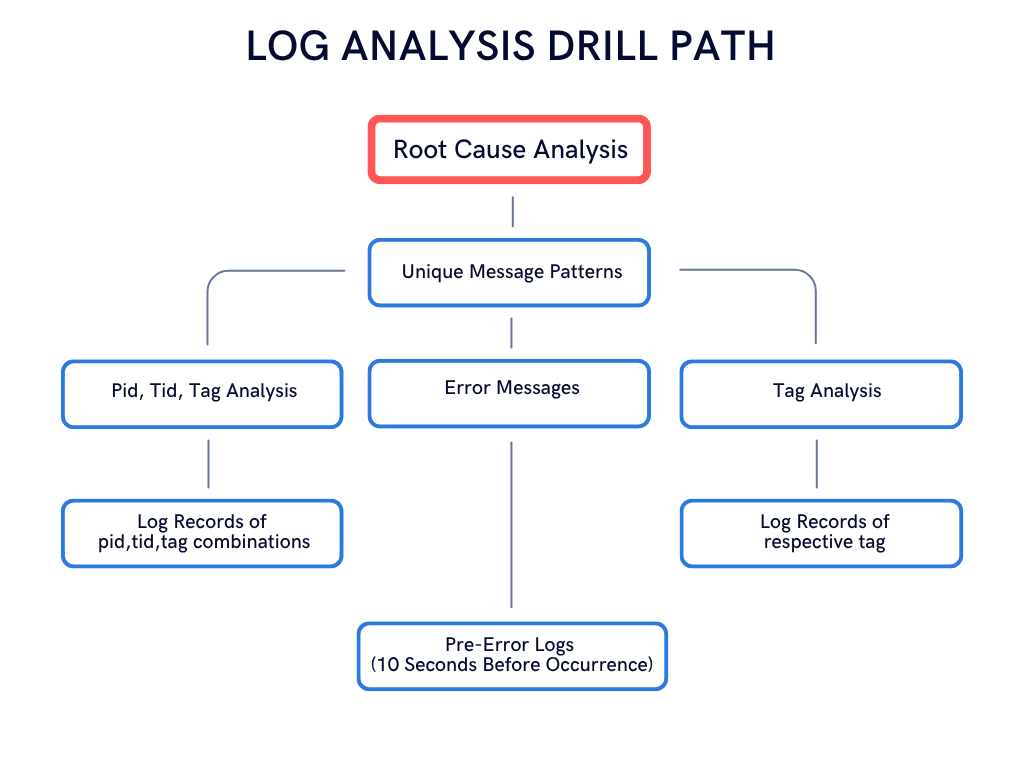 LOG ANALYSIS DRILL PATH
Root Cause Analysis
Unique Message Patterns
Pid, Tid, Tag Analysis
Error Messages
Tag Analysis
Log Records of
pid,tid,tag combinations
Log Records of
respective tag
Pre-Error Logs
(10 Seconds Before Occurrence)